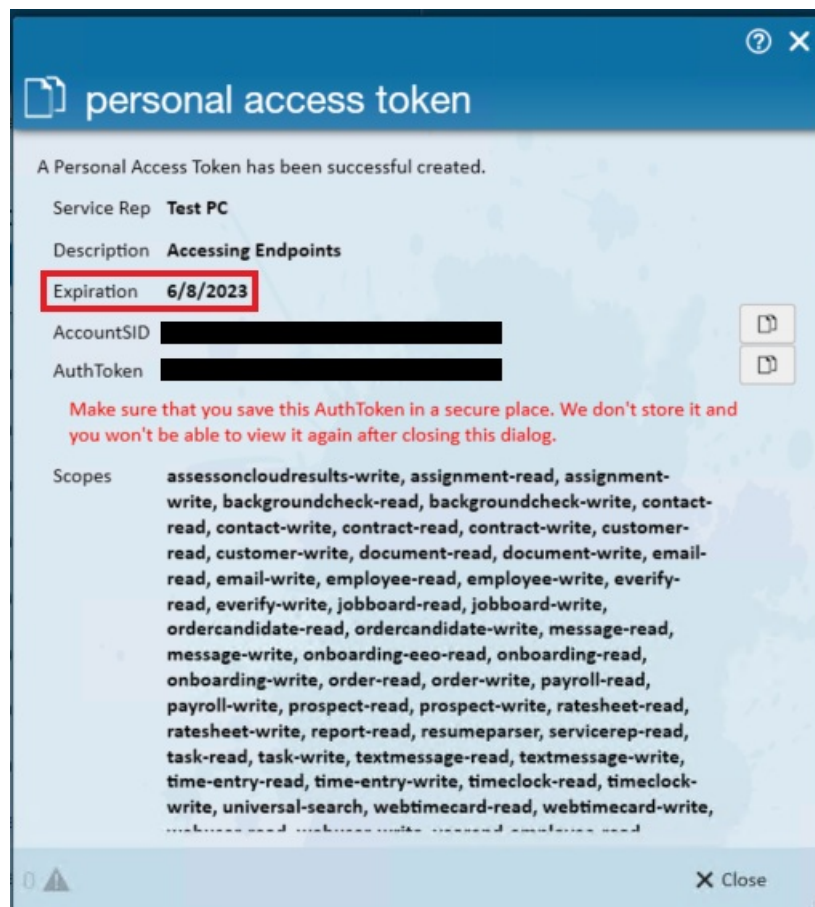 personal access token
A Personal Access Token has been successful created.
Service Rep Test PC
Description Accessing Endpoints
Expiration 6/8/2023
AccountSID
AuthToken
Make sure that you save this AuthToken in a secure place. We don't store it and
you won't be able to view it again after closing this dialog.
Scopes assessoncloudresults-write, assignment-read, assignment-
write, backgroundcheck-read, backgroundcheck-write, contact-
read, contact-write, contract-read, contract-write, customer-
read, customer-write, document-read, document-write, email-
read, email-write, employee-read, employee-write, everify-
read, everify-write, jobboard-read, jobboard-write,
ordercandidate-read, ordercandidate-write, message-read,
message-write, onboarding-eeo-read, onboarding-read,
onboarding-write, order-read, order-write, payroll-read,
payroll-write, prospect-read, prospect-write, ratesheet-read,
ratesheet-write, report-read, resumeparser, servicerep-read,
task-read, task-write, textmessage-read, textmessage-write,
time-entry-read, time-entry-write, timeclock-read, timeclock-
write, universal-search, webtimecard-read, webtimecard-write,
0
Close